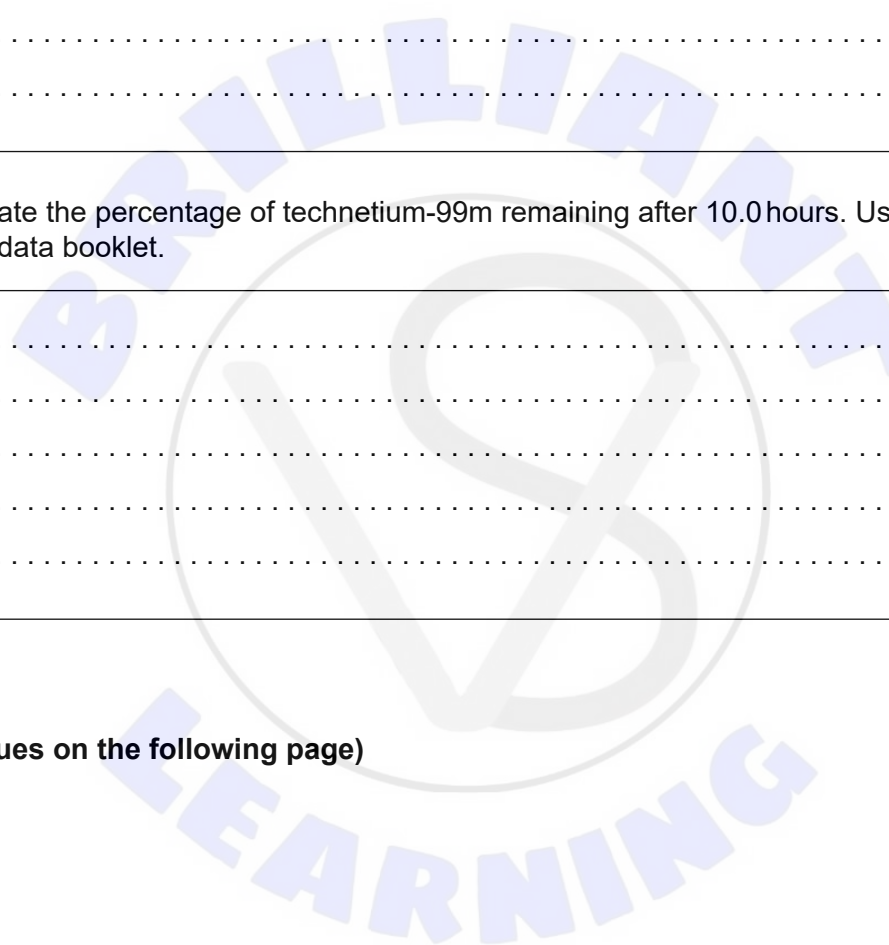 BRILLIANT
ate the percentage of technetium-99m remaining after 10.0 hours. Us
data booklet.
VS
ues on the following page)
LEARNING